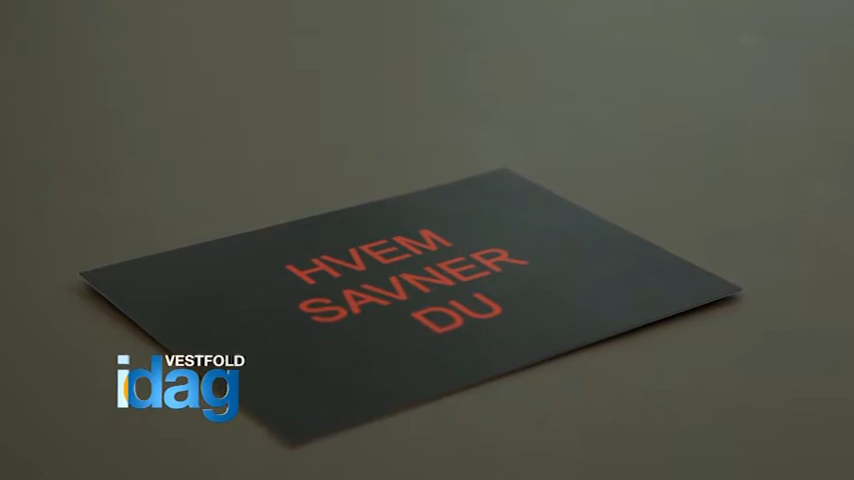 HVEM
SAVNER
DU
VESTFOLD
idag